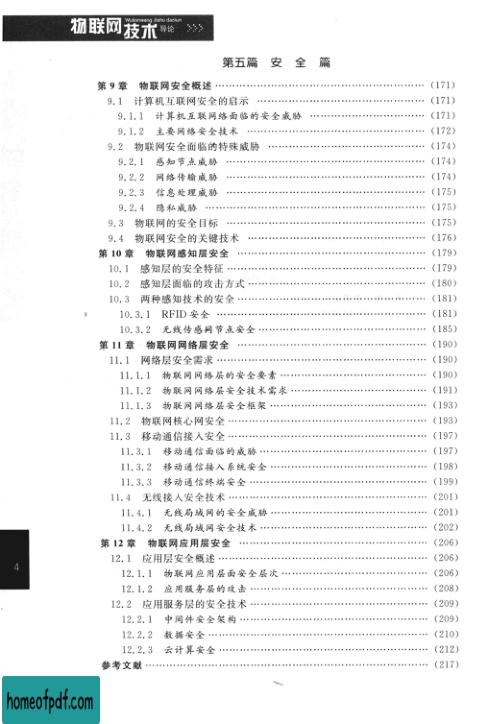 物联网技术导论 >>>
Wulianwang Jishu daolun
第五篇 安 全 篇
第 9 章 物联网安全概述 (171)
9.1 计算机互联网安全的启示 (171)
9.1.1 计算机互联网络面临的安全威胁 (171)
9.1.2 主要网络安全技术 (172)
9.2 物联网安全面临的特殊威胁 (174)
9.2.1 感知节点威胁 (174)
9.2.2 网络传输威胁 (174)
9.2.3 信息处理威胁 (175)
9.2.4 隐私威胁 (175)
9.3 物联网的安全目标 (175)
9.4 物联网安全的关键技术 (176)
第 10 章 物联网感知层安全 (179)
10.1 感知层的安全特征 (179)
10.2 感知层面临的攻击方式 (180)
10.3 两种感知技术的安全 (181)
10.3.1 RFID 安全 (181)
10.3.2 无线传感网节点安全 (185)
第 11 章 物联网网络层安全 (190)
11.1 网络层安全需求 (190)
11.1.1 物联网网络层的安全要素 (190)
11.1.2 物联网网络层安全技术需求 (191)
11.1.3 物联网网络层安全框架 (193)
11.2 物联网核心网安全 (193)
11.3 移动通信接入安全 (197)
11.3.1 移动通信面临的威胁 (197)
11.3.2 移动通信接入系统安全 (198)
11.3.3 移动通信终端安全 (199)
11.4 无线接入安全技术 (201)
11.4.1 无线局域网的安全威胁 (201)
11.4.2 无线局域网安全技术 (202)
第 12 章 物联网应用层安全 (206)
12.1 应用层安全概述 (206)
12.1.1 物联网应用层面安全层次 (206)
12.1.2 应用服务层的攻击 (208)
12.2 应用服务层的安全技术 (209)
12.2.1 中间件安全架构 (209)
12.2.2 数据安全 (210)
12.2.3 云计算安全 (212)
参考文献 (217)
4
homeofpdf.com